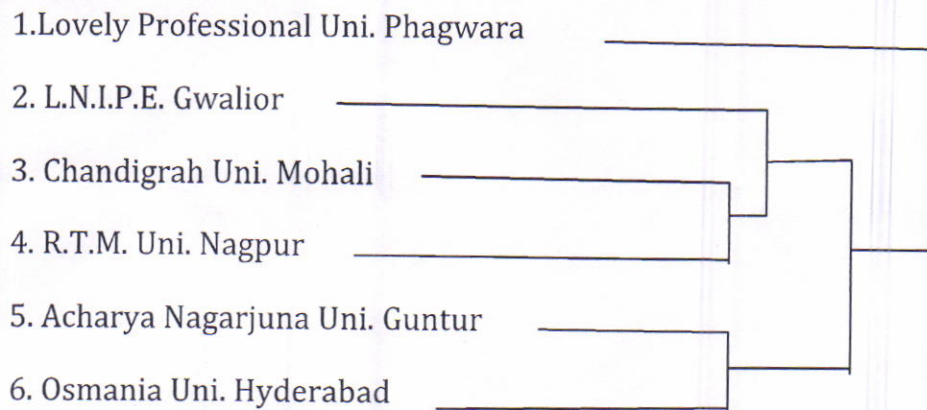 1.Lovely Professional Uni. Phagwara
2. L.N.I.P.E. Gwalior
3. Chandigrah Uni. Mohali
4. R.T.M. Uni. Nagpur
5. Acharya Nagarjuna Uni. Guntur
6. Osmania Uni. Hyderabad